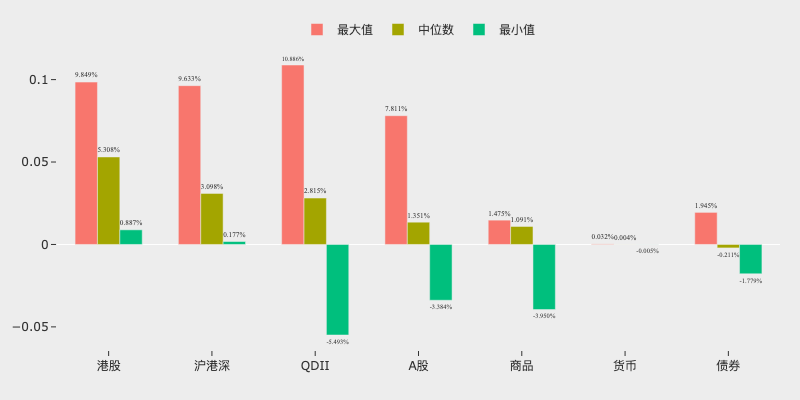 最大值 中位数 最小值
0.1
0.05
0
−0.05
9.849% 5.308% 0.887%
9.633% 3.098% 0.177%
10.886% 2.815% -5.493%
7.811% 1.351% -3.384%
1.475% 1.091% -3.950%
0.032% 0.004% -0.005%
1.945% -0.211% -1.779%
港股 沪港深 QDII A股 商品 货币 债券